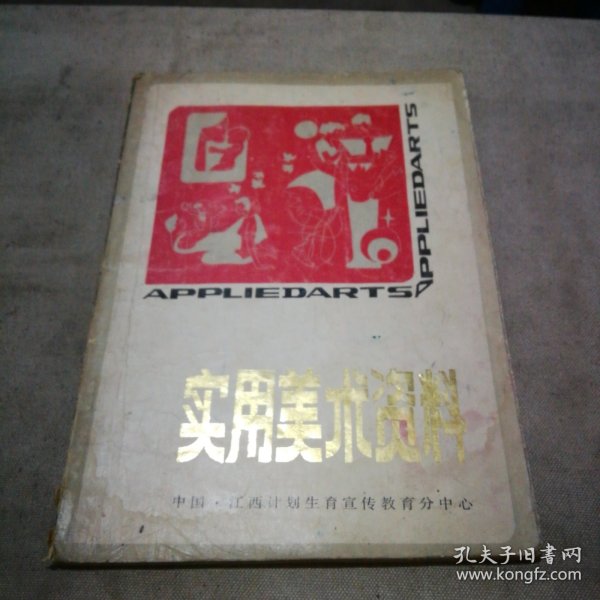 APPLIEDARTS
APPLIEDARTS
实用美术资料
中国·江西计划生育宣传教育分中心
孔夫子旧书网
www.kongfz.com